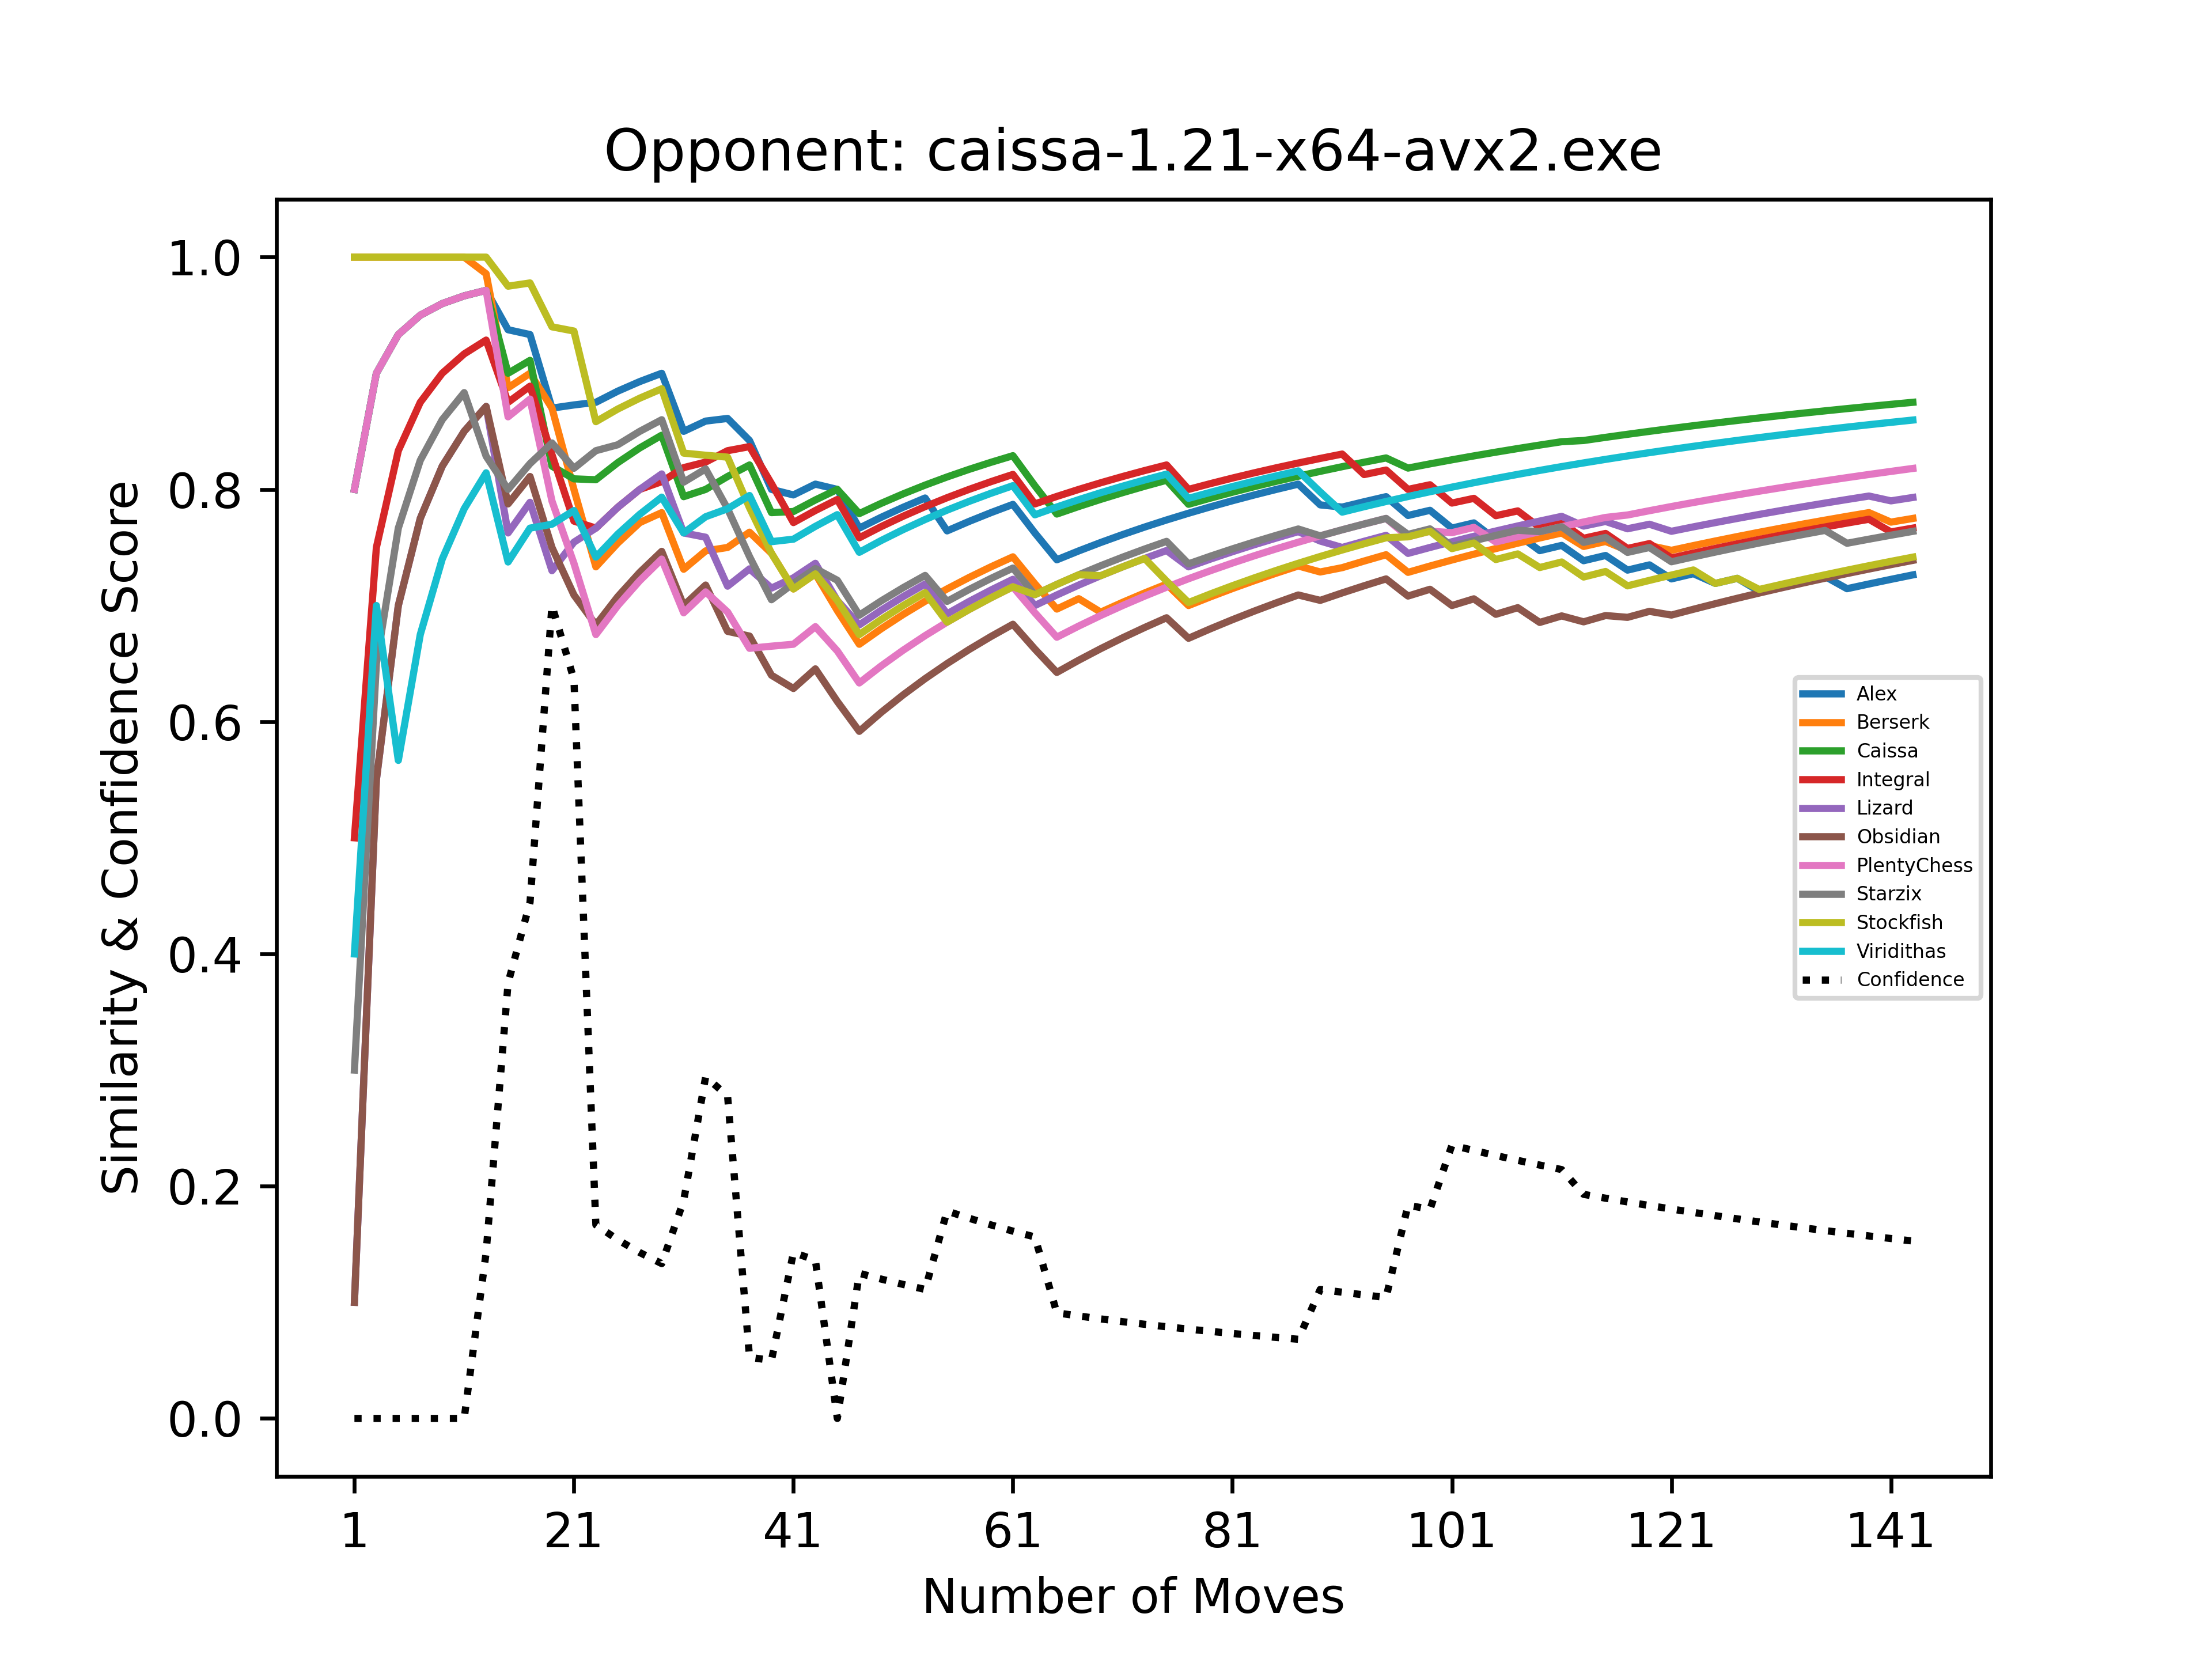 Opponent: caissa-1.21-x64-avx2.exe
Similarity & Confidence Score
1.0
0.8
0.6
0.4
0.2
0.0
Alex
Berserk
Caissa
Integral
Lizard
Obsidian
PlentyChess
Starzix
Stockfish
Viridithas
Confidence
1 21 41 61 81 101 121 141
Number of Moves